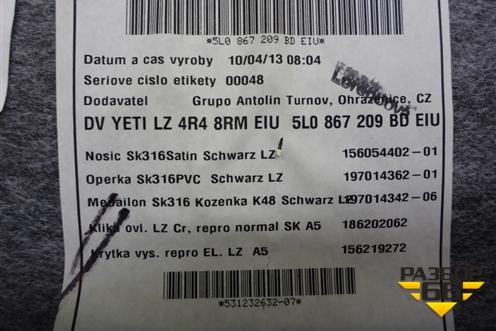 *5L0 867 209 BD EIU*
Datum a cas vyroby 10/04/13 08:04
Seriove cislo etikety 00048
Dodavatel Grupo Antolin Turnov, Ohrazenice, CZ
DV YETI LZ 4R4 8RM EIU 5L0 867 209 BD EIU
Nosic Sk316Satin Schwarz LZ 156054402-01
Operka Sk316PVC Schwarz LZ 197014362-01
Medailon Sk316 Kozenka K48 Schwarz LZ 197014342-06
Klika ovl. LZ Cr, repro normal SK A5 186202062
Krytka vys. repro EL. LZ A5 156219272
*531232632-07*
РАЗБОР
68